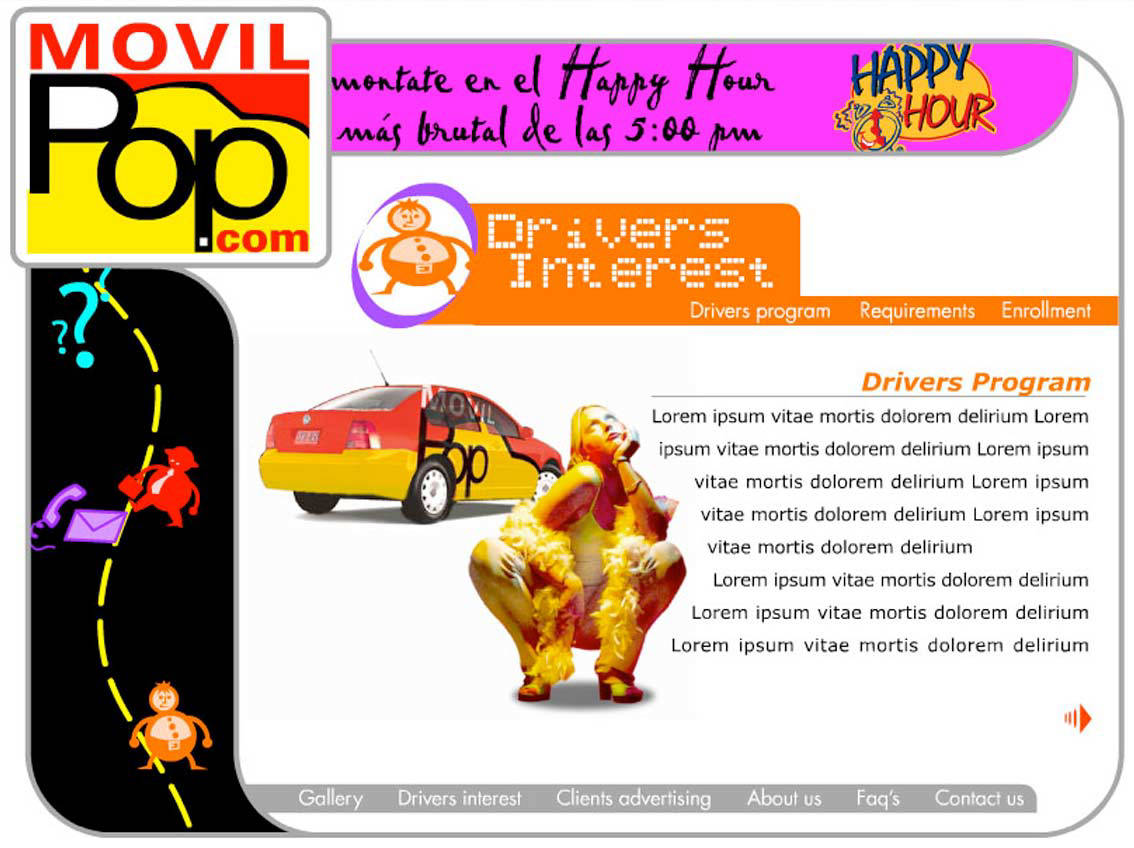 MOVIL
Pop
.com
montate en el Happy Hour
más brutal de las 5:00 pm
HAPPY
HOUR
Drivers
Interest
Drivers program Requirements Enrollment
Drivers Program
Lorem ipsum vitae mortis dolorem delirium Lorem
ipsum vitae mortis dolorem delirium Lorem ipsum
vitae mortis dolorem delirium Lorem ipsum
vitae mortis dolorem delirium Lorem ipsum
vitae mortis dolorem delirium
Lorem ipsum vitae mortis dolorem delirium
Lorem ipsum vitae mortis dolorem delirium
Lorem ipsum vitae mortis dolorem delirium
MOVIL
Pop
??
?
Gallery Drivers interest Clients advertising About us Faq's Contact us